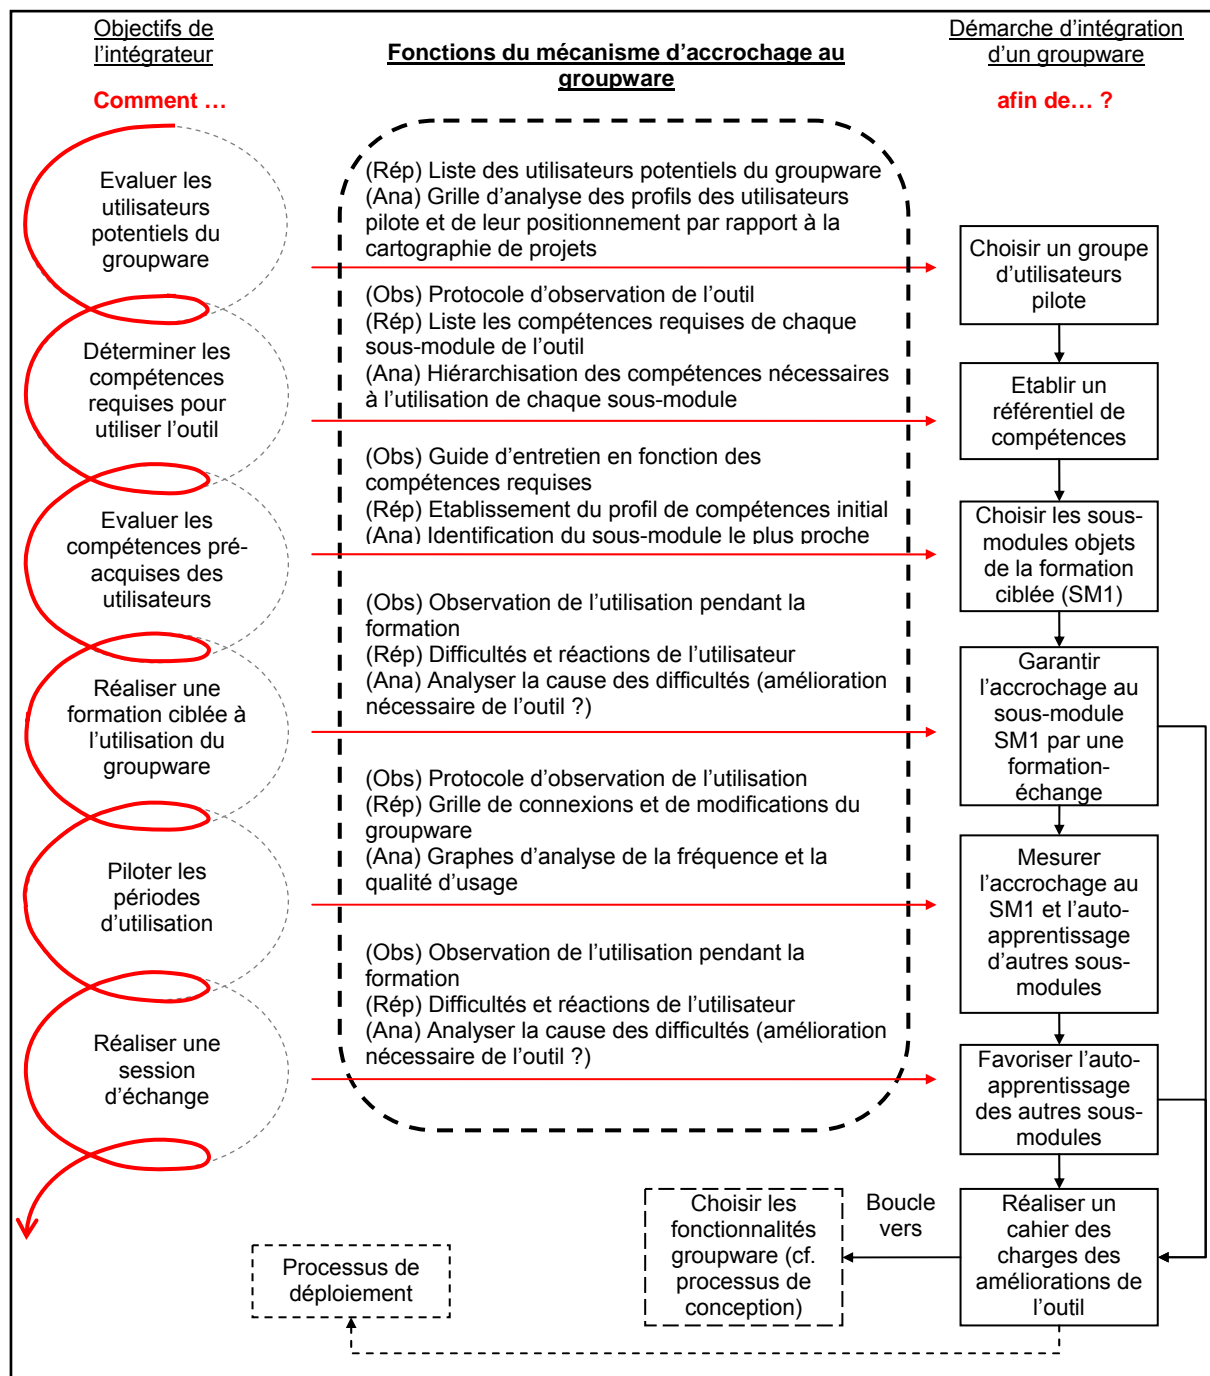 Objectifs de
l'intégrateur
Comment …
Fonctions du mécanisme d'accrochage au
groupware
Démarche d'intégration
d'un groupware
afin de… ?
Evaluer les
utilisateurs
potentiels du
groupware
(Rép) Liste des utilisateurs potentiels du groupware
(Ana) Grille d'analyse des profils des utilisateurs
pilote et de leur positionnement par rapport à la
cartographie de projets
Choisir un groupe
d'utilisateurs
pilote
Déterminer les
compétences
requises pour
utiliser l'outil
(Obs) Protocole d'observation de l'outil
(Rép) Liste les compétences requises de chaque
sous-module de l'outil
(Ana) Hiérarchisation des compétences nécessaires
à l'utilisation de chaque sous-module
Etablir un
référentiel de
compétences
Evaluer les
compétences pré-
acquises des
utilisateurs
(Obs) Guide d'entretien en fonction des
compétences requises
(Rép) Etablissement du profil de compétences initial
(Ana) Identification du sous-module le plus proche
Choisir les sous-
modules objets
de la formation
ciblée (SM1)
Réaliser une
formation ciblée à
l'utilisation du
groupware
(Obs) Observation de l'utilisation pendant la
formation
(Rép) Difficultés et réactions de l'utilisateur
(Ana) Analyser la cause des difficultés (amélioration
nécessaire de l'outil ?)
Garantir
l'accrochage au
sous-module
SM1 par une
formation-
échange
Piloter les
périodes
d'utilisation
(Obs) Protocole d'observation de l'utilisation
(Rép) Grille de connexions et de modifications du
groupware
(Ana) Graphes d'analyse de la fréquence et la
qualité d'usage
Mesurer
l'accrochage au
SM1 et l'auto-
apprentissage
d'autres sous-
modules
Réaliser une
session
d'échange
(Obs) Observation de l'utilisation pendant la
formation
(Rép) Difficultés et réactions de l'utilisateur
(Ana) Analyser la cause des difficultés (amélioration
nécessaire de l'outil ?)
Favoriser l'auto-
apprentissage
des autres sous-
modules
Réaliser un
cahier des
charges des
améliorations de
l'outil
Boucle
vers
Choisir les
fonctionnalités
groupware (cf.
processus de
conception)
Processus de
déploiement